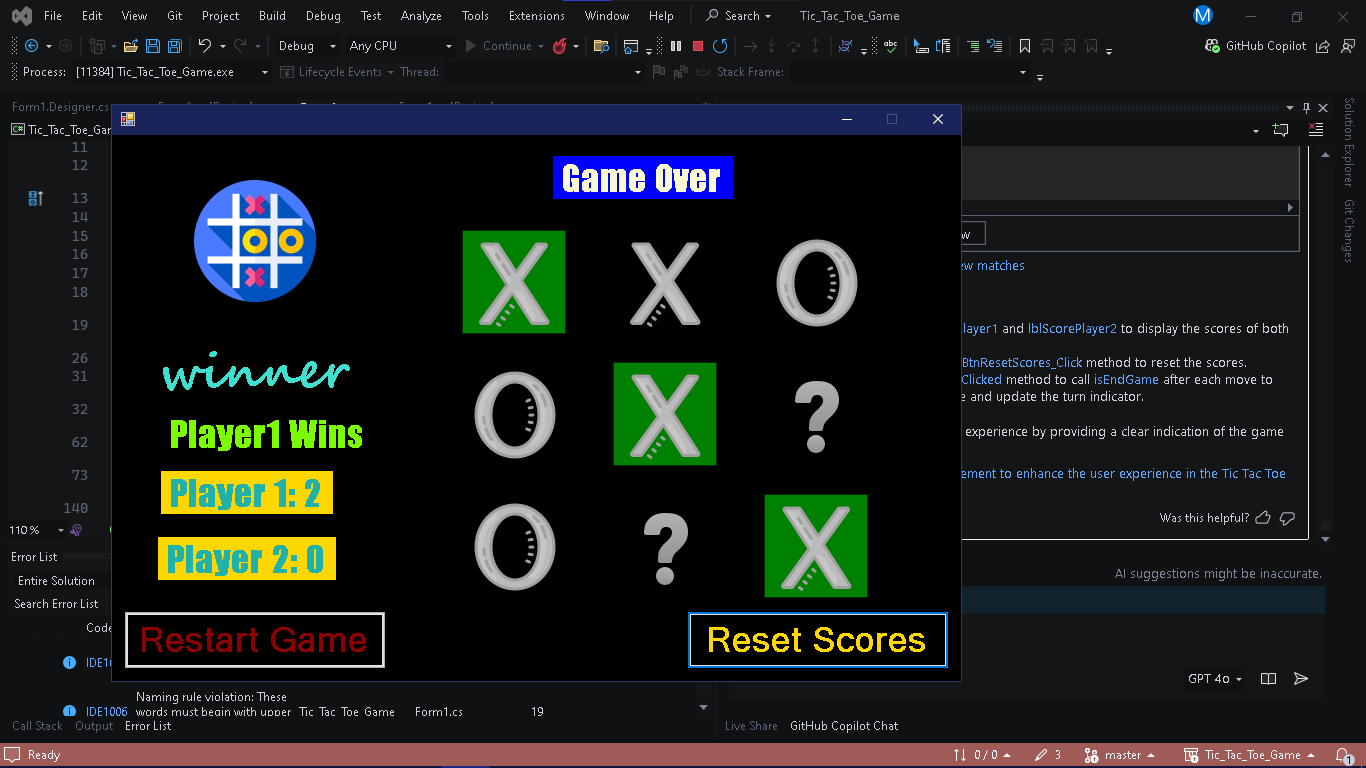 File Edit View Git Project Build Debug Test Analyze Tools Extensions Window Help Search Tic_Tac_Toe_Game M
Debug Any CPU Continue abc GitHub Copilot
Process: [11384] Tic_Tac_Toe_Game.exe Lifecycle Events Thread: Stack Frame:
Form1.Designer.cs
Tic_Tac_Toe_Gam
11
12
13
14
15
16
17
18
19
26
31
32
62
73
140
110 %
Game Over
X X O
O X ?
O ? X
winner
Player1 Wins
Player 1: 2
Player 2: 0
Restart Game
Reset Scores
w
ew matches
layer1 and lblScorePlayer2 to display the scores of both
BtnResetScores_Click method to reset the scores.
Clicked method to call isEndGame after each move to
e and update the turn indicator.
experience by providing a clear indication of the game
ement to enhance the user experience in the Tic Tac Toe
Was this helpful?
AI suggestions might be inaccurate.
GPT 4o
Solution Explorer
Git Changes
Error List
Entire Solution
Search Error List
Code
IDE10
Naming rule violation: These
IDE1006 words must begin with upper Tic_Tac_Toe_Game Form1.cs 19
Call Stack Output Error List
Live Share GitHub Copilot Chat
Ready 0 / 0 3 master Tic_Tac_Toe_Game 1